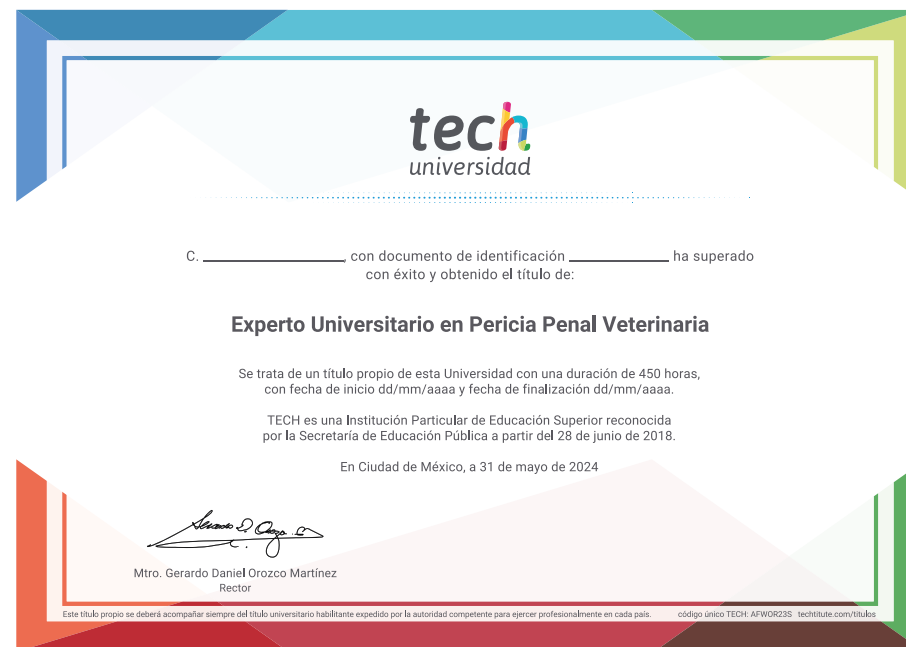 tech
universidad
C. ____________________, con documento de identificación ______________ ha superado
con éxito y obtenido el título de:
Experto Universitario en Pericia Penal Veterinaria
Se trata de un título propio de esta Universidad con una duración de 450 horas,
con fecha de inicio dd/mm/aaaa y fecha de finalización dd/mm/aaaa.
TECH es una Institución Particular de Educación Superior reconocida
por la Secretaría de Educación Pública a partir del 28 de junio de 2018.
En Ciudad de México, a 31 de mayo de 2024
Mtro. Gerardo Daniel Orozco Martínez
Rector
Este título propio se deberá acompañar siempre del título universitario habilitante expedido por la autoridad competente para ejercer profesionalmente en cada país. código único TECH: AFWOR23S techtitute.com/titulos